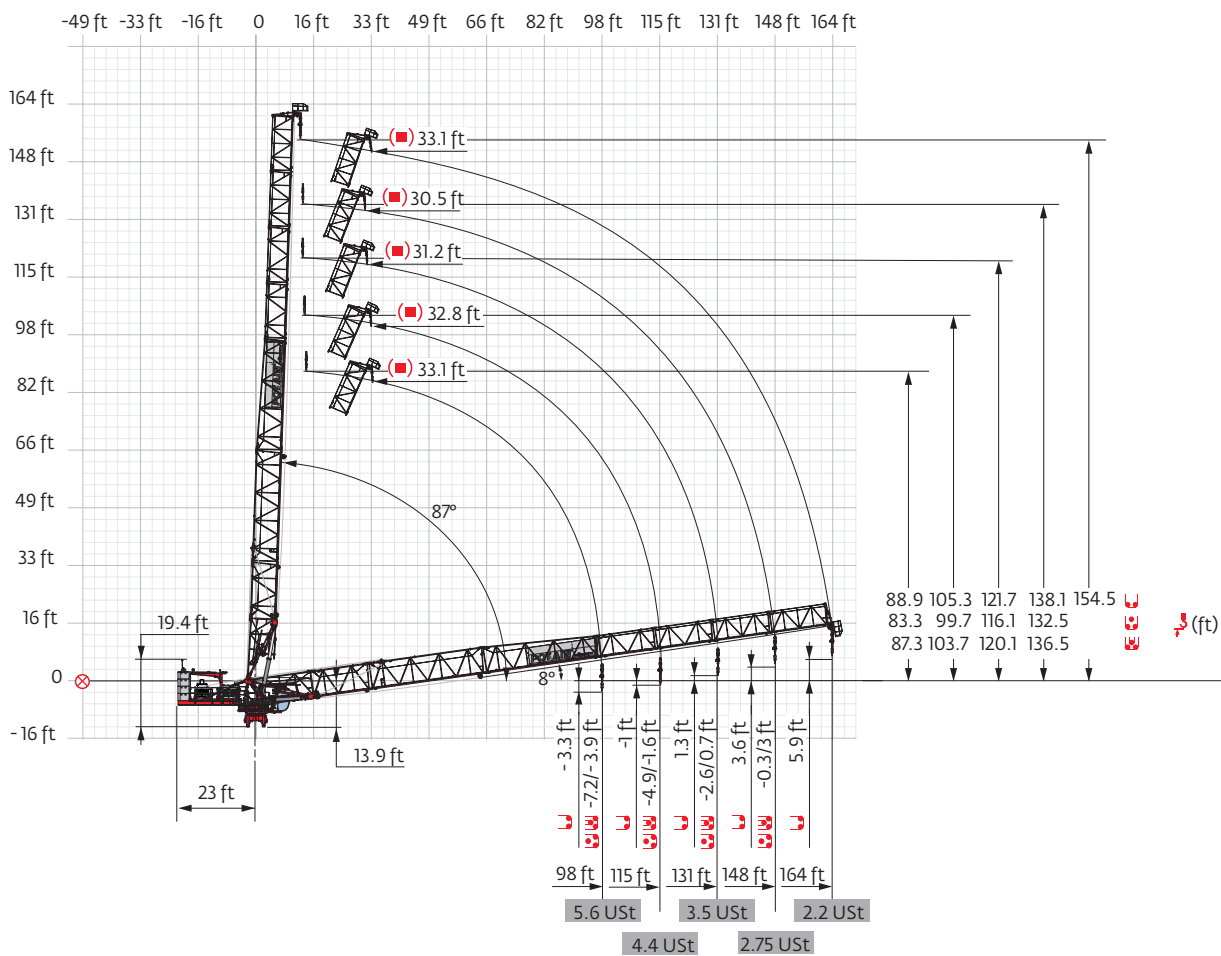 -49 ft -33 ft -16 ft 0 16 ft 33 ft 49 ft 66 ft 82 ft 98 ft 115 ft 131 ft 148 ft 164 ft
164 ft
33.1 ft
148 ft
30.5 ft
131 ft
31.2 ft
115 ft
32.8 ft
98 ft
33.1 ft
82 ft
66 ft
49 ft
87°
33 ft
88.9 105.3 121.7 138.1 154.5
16 ft
19.4 ft
83.3 99.7 116.1 132.5
(ft)
87.3 103.7 120.1 136.5
0
8°
-16 ft
13.9 ft
23 ft
- 3.3 ft
-7.2/- 3.9 ft
-1 ft
-4.9/-1.6 ft
1.3 ft
-2.6/0.7 ft
3.6 ft
-0.3/3 ft
5.9 ft
98 ft 115 ft 131 ft 148 ft 164 ft
5.6 USt 3.5 USt 2.2 USt
4.4 USt 2.75 USt